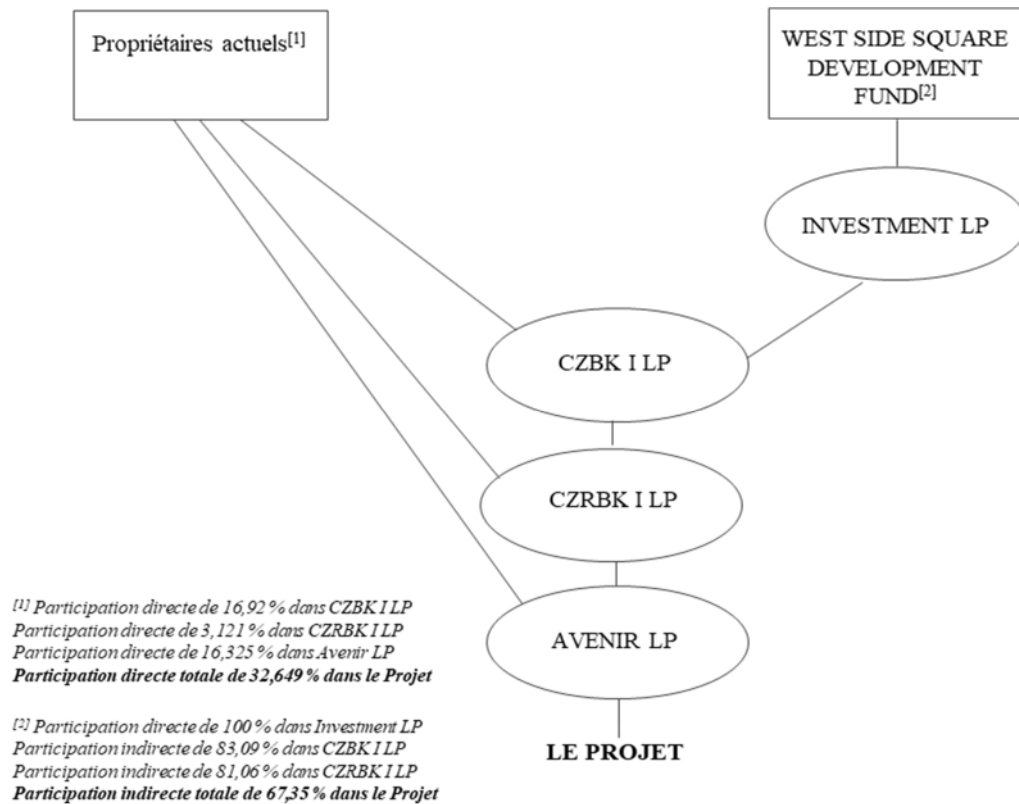 Propriétaires actuels[1]
WEST SIDE SQUARE
DEVELOPMENT
FUND[2]
INVESTMENT LP
CZBK I LP
CZRBK I LP
AVENIR LP
LE PROJET
[1] Participation directe de 16,92 % dans CZBK I LP
Participation directe de 3,121 % dans CZRBK I LP
Participation directe de 16,325 % dans Avenir LP
Participation directe totale de 32,649 % dans le Projet
[2] Participation directe de 100 % dans Investment LP
Participation indirecte de 83,09 % dans CZBK I LP
Participation indirecte de 81,06 % dans CZRBK I LP
Participation indirecte totale de 67,35 % dans le Projet